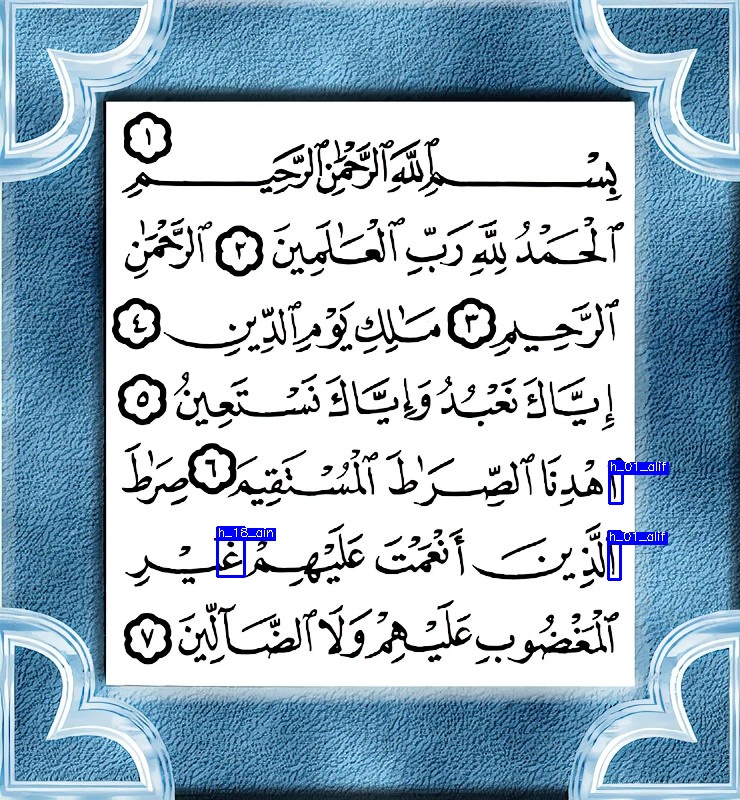 بِسْمِ ٱللَّهِ ٱلرَّحْمَٰنِ ٱلرَّحِيمِ ١
ٱلْحَمْدُ لِلَّهِ رَبِّ ٱلْعَـٰلَمِينَ ٢ ٱلرَّحْمَٰنِ
ٱلرَّحِيمِ ٣ مَـٰلِكِ يَوْمِ ٱلدِّينِ ٤
إِيَّاكَ نَعْبُدُ وَإِيَّاكَ نَسْتَعِينُ ٥
ٱهْدِنَا ٱلصِّرَٰطَ ٱلْمُسْتَقِيمَ ٦ صِرَٰطَ
ٱلَّذِينَ أَنْعَمْتَ عَلَيْهِمْ غَيْرِ
ٱلْمَغْضُوبِ عَلَيْهِمْ وَلَا ٱلضَّآلِّينَ ٧
h_01_alif
h_18_ain
h_01_alif